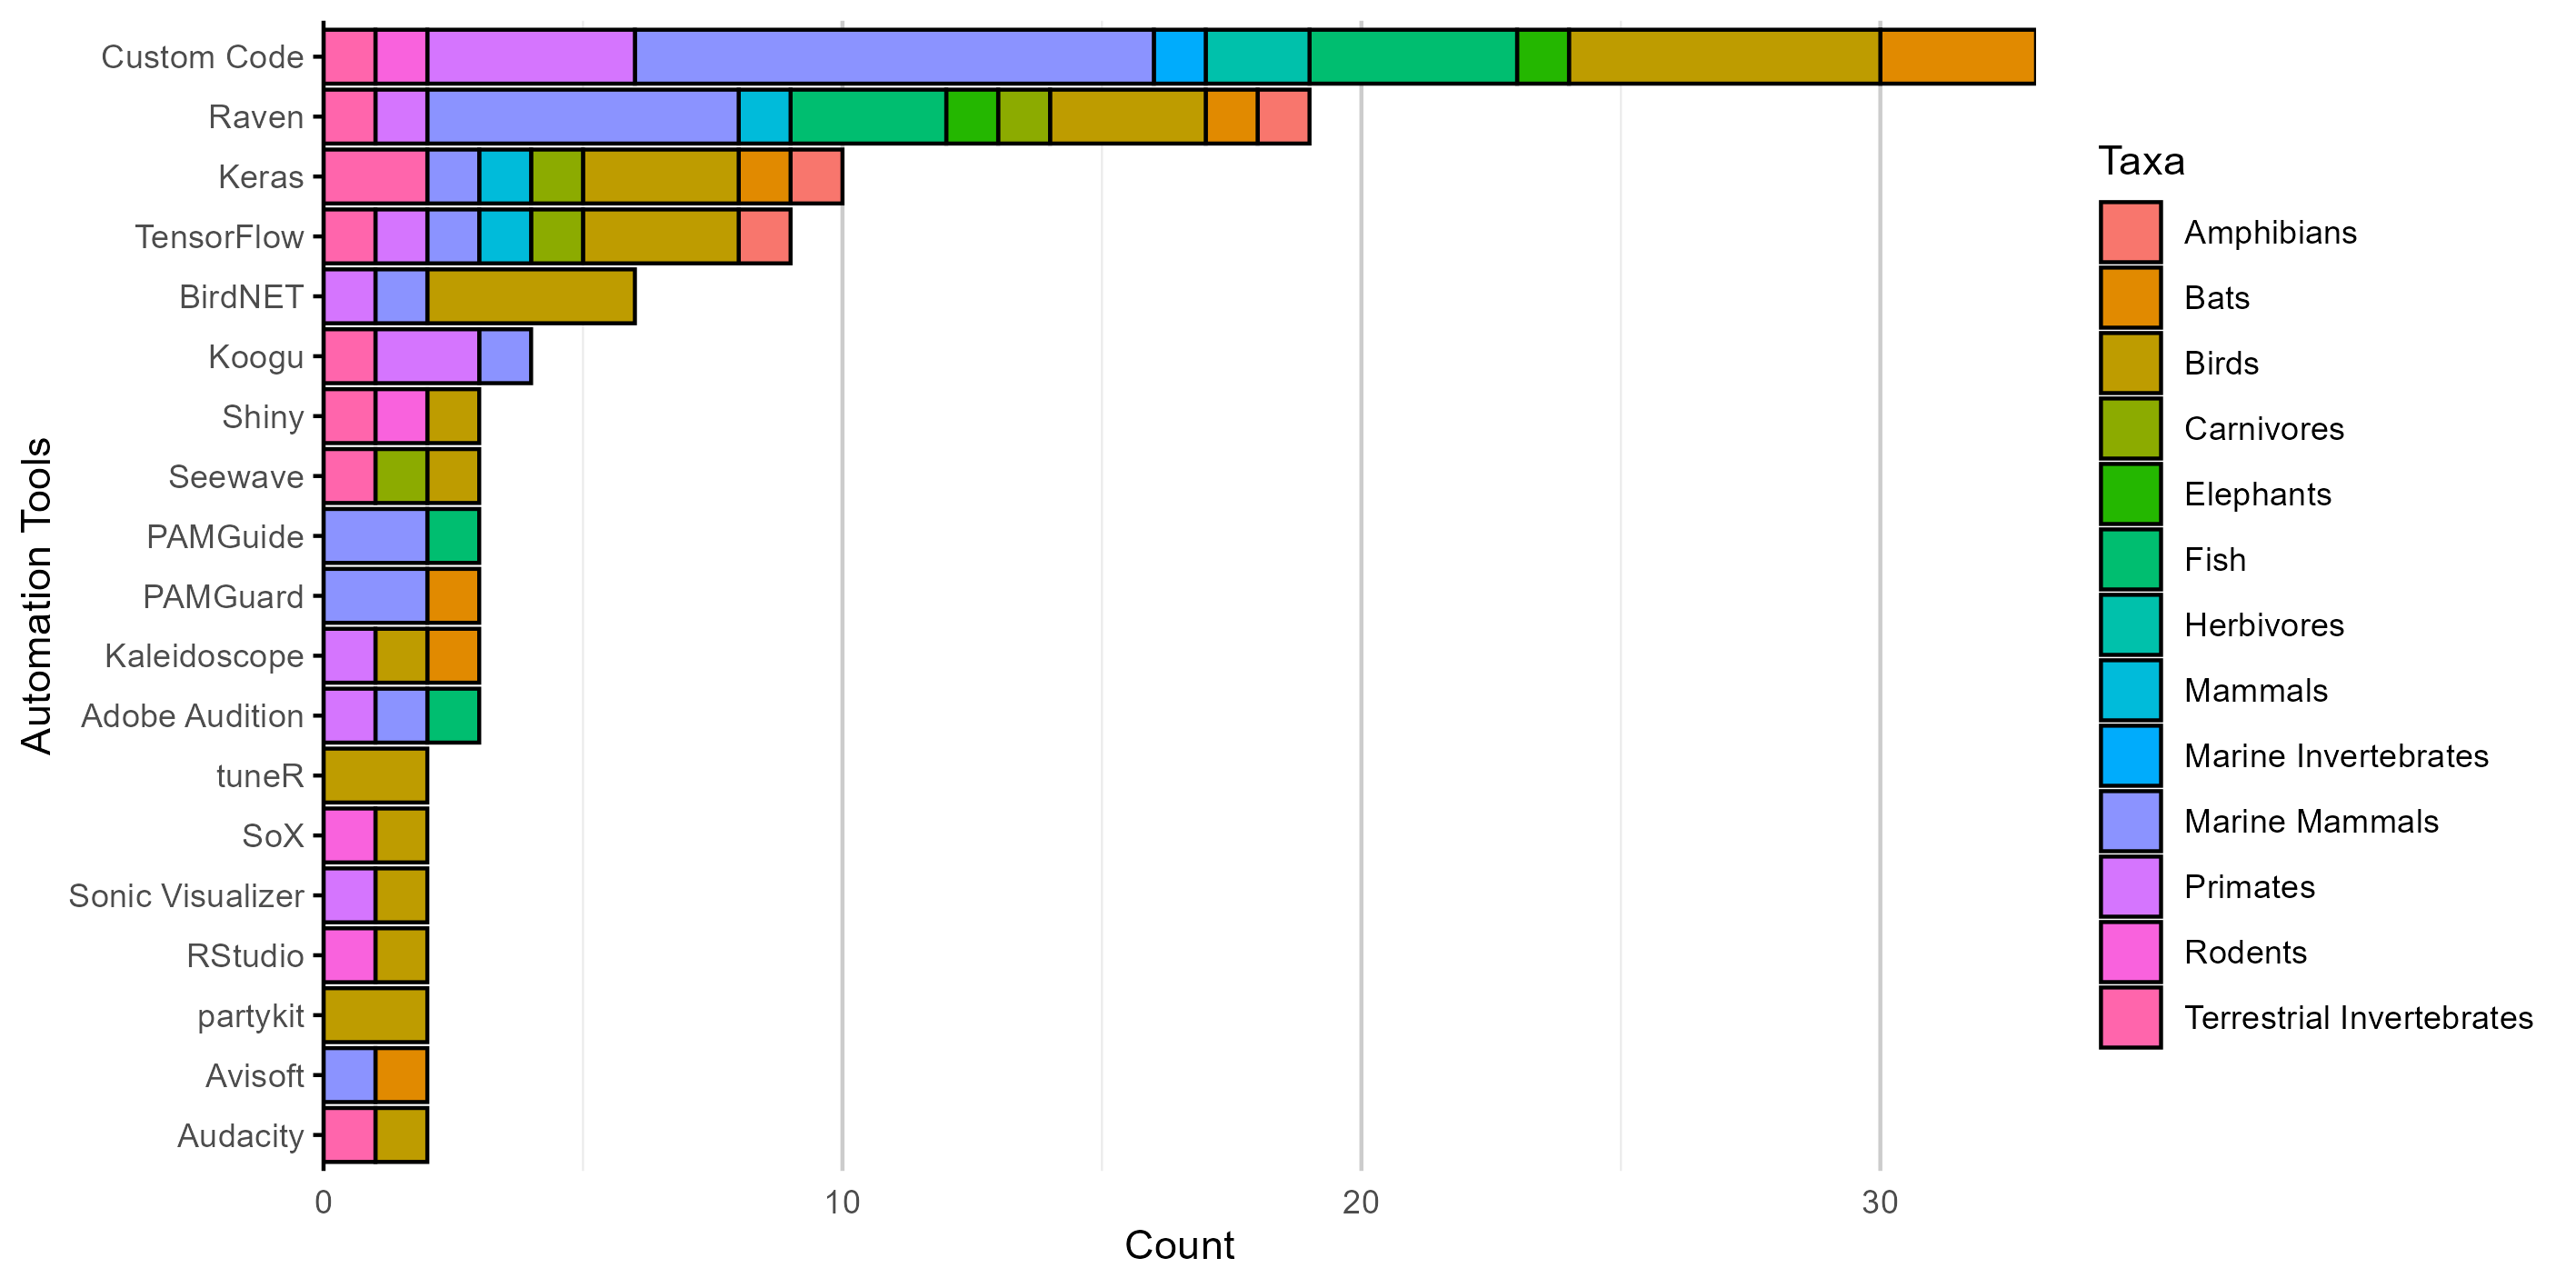 Custom Code
Raven
Keras
TensorFlow
BirdNET
Koogu
Shiny
Seewave
PAMGuide
PAMGuard
Kaleidoscope
Adobe Audition
tuneR
SoX
Sonic Visualizer
RStudio
partykit
Avisoft
Audacity
Automation Tools
0 10 20 30
Count
Taxa
Amphibians
Bats
Birds
Carnivores
Elephants
Fish
Herbivores
Mammals
Marine Invertebrates
Marine Mammals
Primates
Rodents
Terrestrial Invertebrates